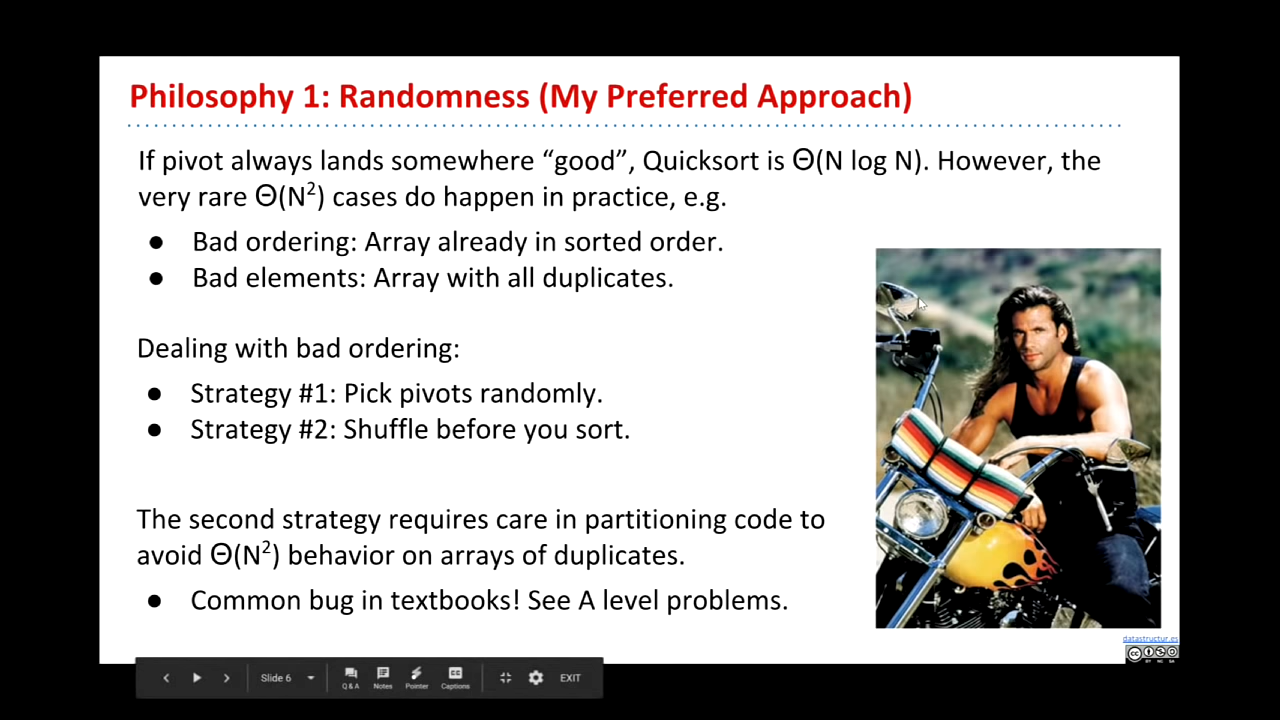 Philosophy 1: Randomness (My Preferred Approach)
If pivot always lands somewhere “good”, Quicksort is Θ(N log N). However, the
very rare Θ(N²) cases do happen in practice, e.g.
● Bad ordering: Array already in sorted order.
● Bad elements: Array with all duplicates.
Dealing with bad ordering:
● Strategy #1: Pick pivots randomly.
● Strategy #2: Shuffle before you sort.
The second strategy requires care in partitioning code to
avoid Θ(N²) behavior on arrays of duplicates.
● Common bug in textbooks! See A level problems.
datastructur.es
Slide 6
Q & A
Notes
Pointer
Captions
EXIT